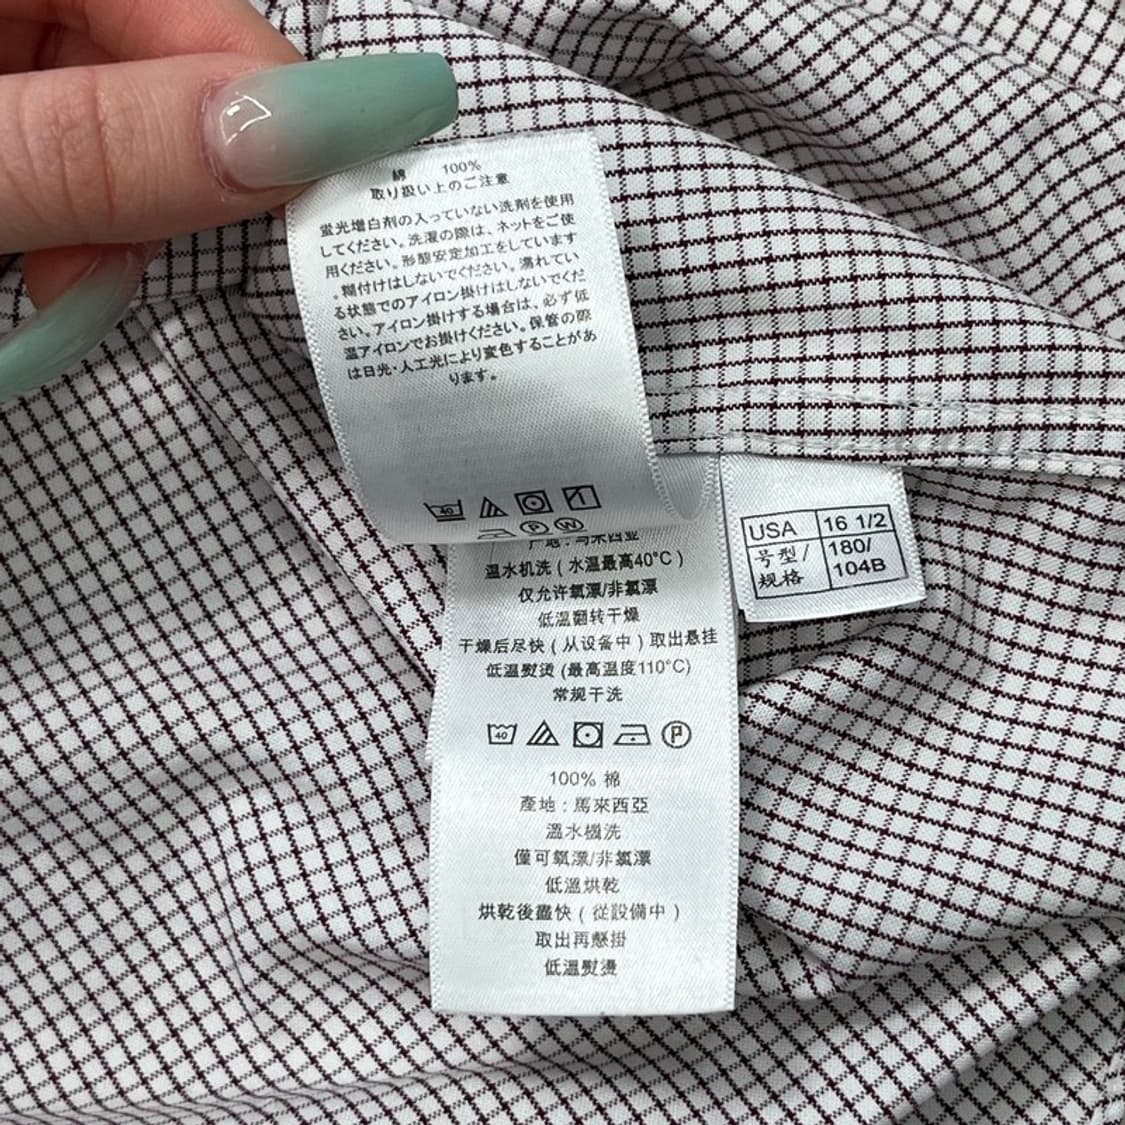 綿 100%
取り扱い上のご注意
蛍光増白剤の入っていない洗剤を使用
してください。洗濯の際は、ネットをご使
用ください。形態安定加工をしています
。糊付けはしないでください。濡れてい
る状態でのアイロン掛けはしないでくだ
さい。アイロン掛けする場合は、必ず低
温アイロンでお掛けください。保管の際
は日光・人工光により変色することがあ
ります。
40
P W
产地:马来西亚
温水机洗(水温最高40°C)
仅允许氧漂/非氯漂
低温翻转干燥
干燥后尽快(从设备中)取出悬挂
低温熨烫(最高温度110°C)
常规干洗
40 P
100% 棉
產地:馬來西亞
溫水機洗
僅可氧漂/非氯漂
低溫烘乾
烘乾後盡快(從設備中)
取出再懸掛
低溫熨燙
USA 16 1/2
号型/ 180/
规格 104B